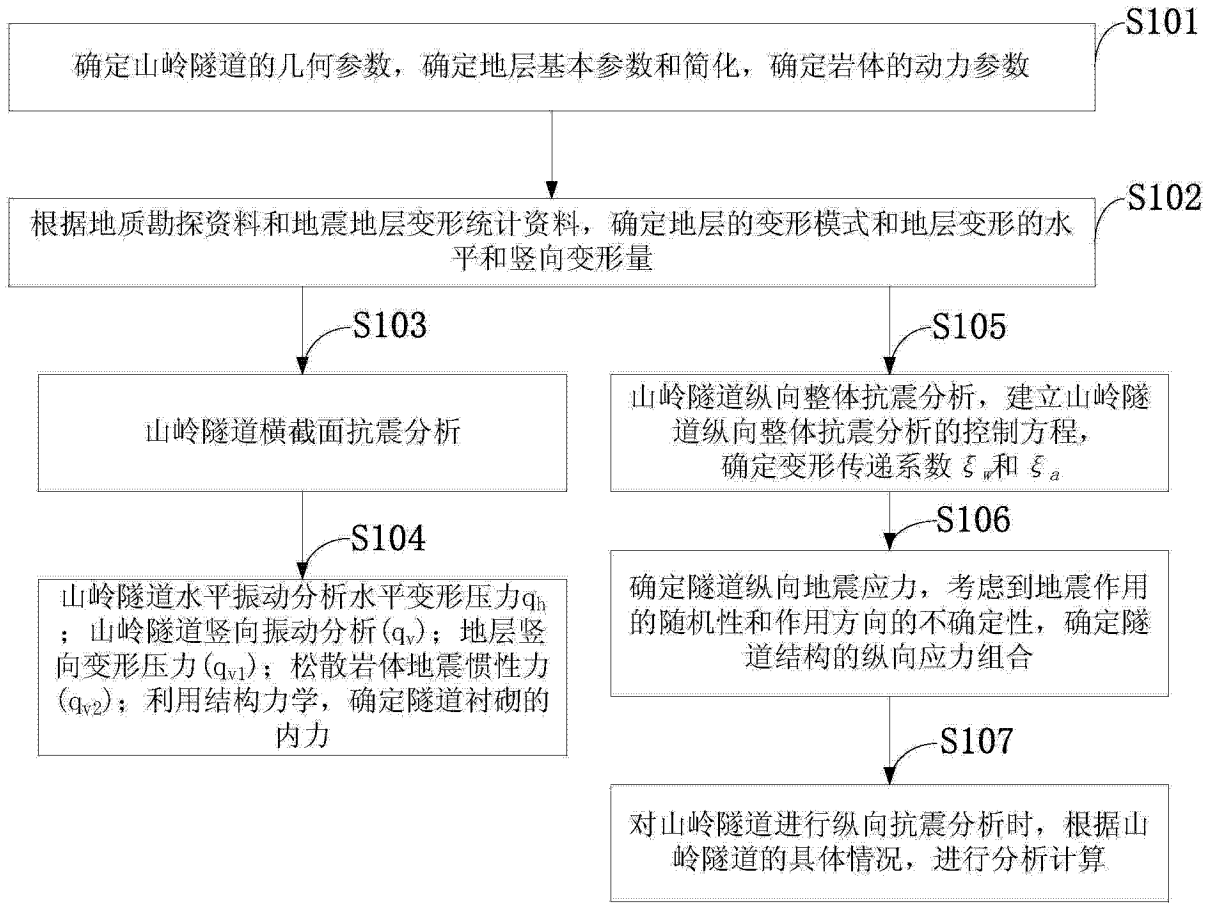 S101
确定山岭隧道的几何参数，确定地层基本参数和简化，确定岩体的动力参数
S102
根据地质勘探资料和地震地层变形统计资料，确定地层的变形模式和地层变形的水
平和竖向变形量
S103
山岭隧道横截面抗震分析
S104
山岭隧道水平振动分析水平变形压力qh
；山岭隧道竖向振动分析(qv)；地层竖
向变形压力(qv1)；松散岩体地震惯性力
(qv2)；利用结构力学，确定隧道衬砌的
内力
S105
山岭隧道纵向整体抗震分析，建立山岭隧
道纵向整体抗震分析的控制方程，
确定变形传递系数ξw和ξa
S106
确定隧道纵向地震应力，考虑到地震作用
的随机性和作用方向的不确定性，确定隧
道结构的纵向应力组合
S107
对山岭隧道进行纵向抗震分析时，根据山
岭隧道的具体情况，进行分析计算